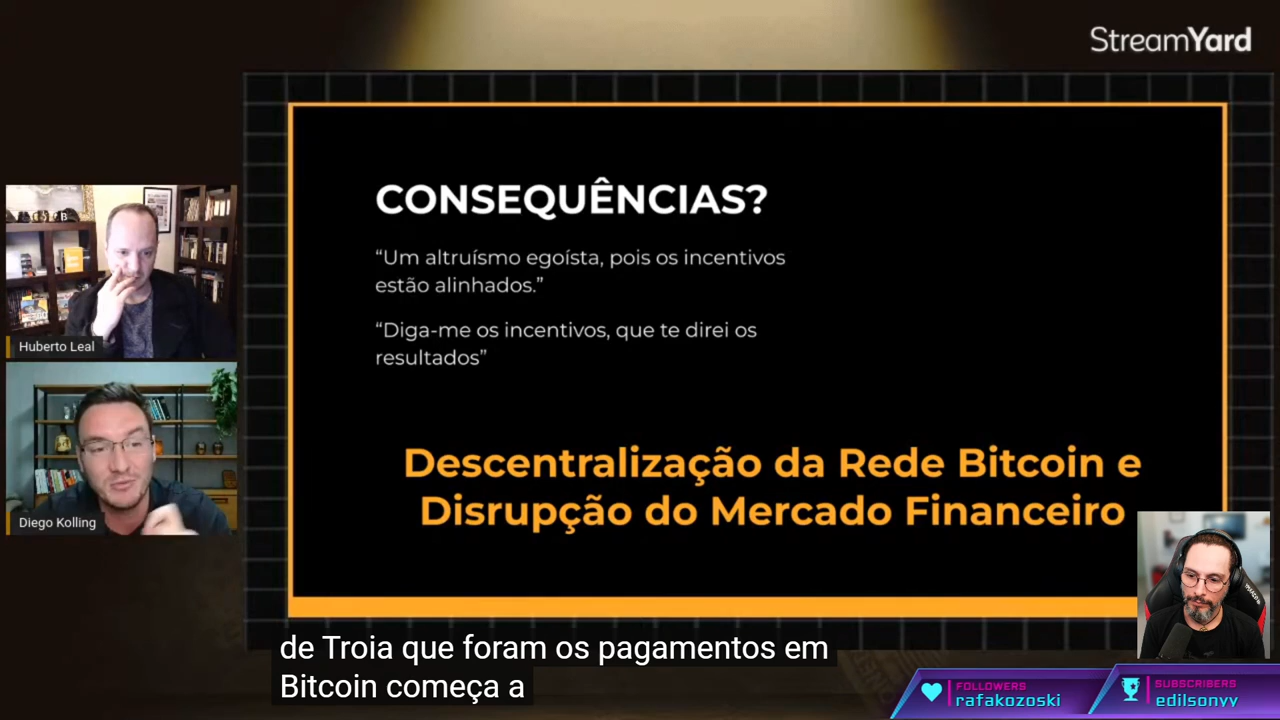 StreamYard
CONSEQUÊNCIAS?
“Um altruísmo egoísta, pois os incentivos
estão alinhados.”
“Diga-me os incentivos, que te direi os
resultados”
Descentralização da Rede Bitcoin e
Disrupção do Mercado Financeiro
Huberto Leal
Diego Kolling
de Troia que foram os pagamentos em
Bitcoin começa a
FOLLOWERS
rafakozoski
SUBSCRIBERS
edilsonyv